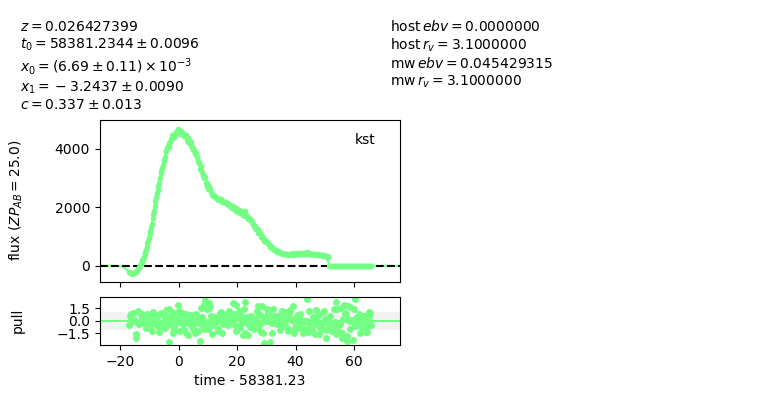 z = 0.026427399
t₀ = 58381.2344 ± 0.0096
x₀ = (6.69 ± 0.11) × 10⁻³
x₁ = −3.2437 ± 0.0090
c = 0.337 ± 0.013
host ebv = 0.0000000
host r_v = 3.1000000
mw ebv = 0.045429315
mw r_v = 3.1000000
kst
flux (ZP_AB = 25.0)
4000
2000
0
pull
1.5
0.0
−1.5
−20 0 20 40 60
time - 58381.23